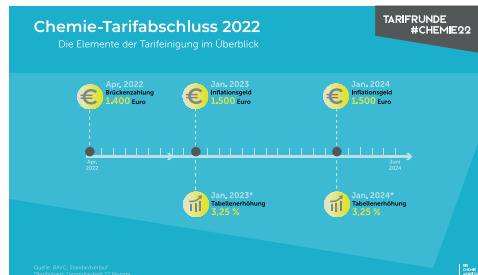 Chemie-Tarifabschluss 2022
Die Elemente der Tarifeinigung im Überblick
TARIFRUNDE
#CHEMIE22
Apr. 2022
Brückenzahlung
1.400 Euro
Jan. 2023
Inflationsgeld
1.500 Euro
Jan. 2024
Inflationsgeld
1.500 Euro
Apr.
2022
Juni
2024
Jan. 2023*
Tabellenerhöhung
3,25 %
Jan. 2024*
Tabellenerhöhung
3,25 %
Quelle: BAVC, Standardverlauf